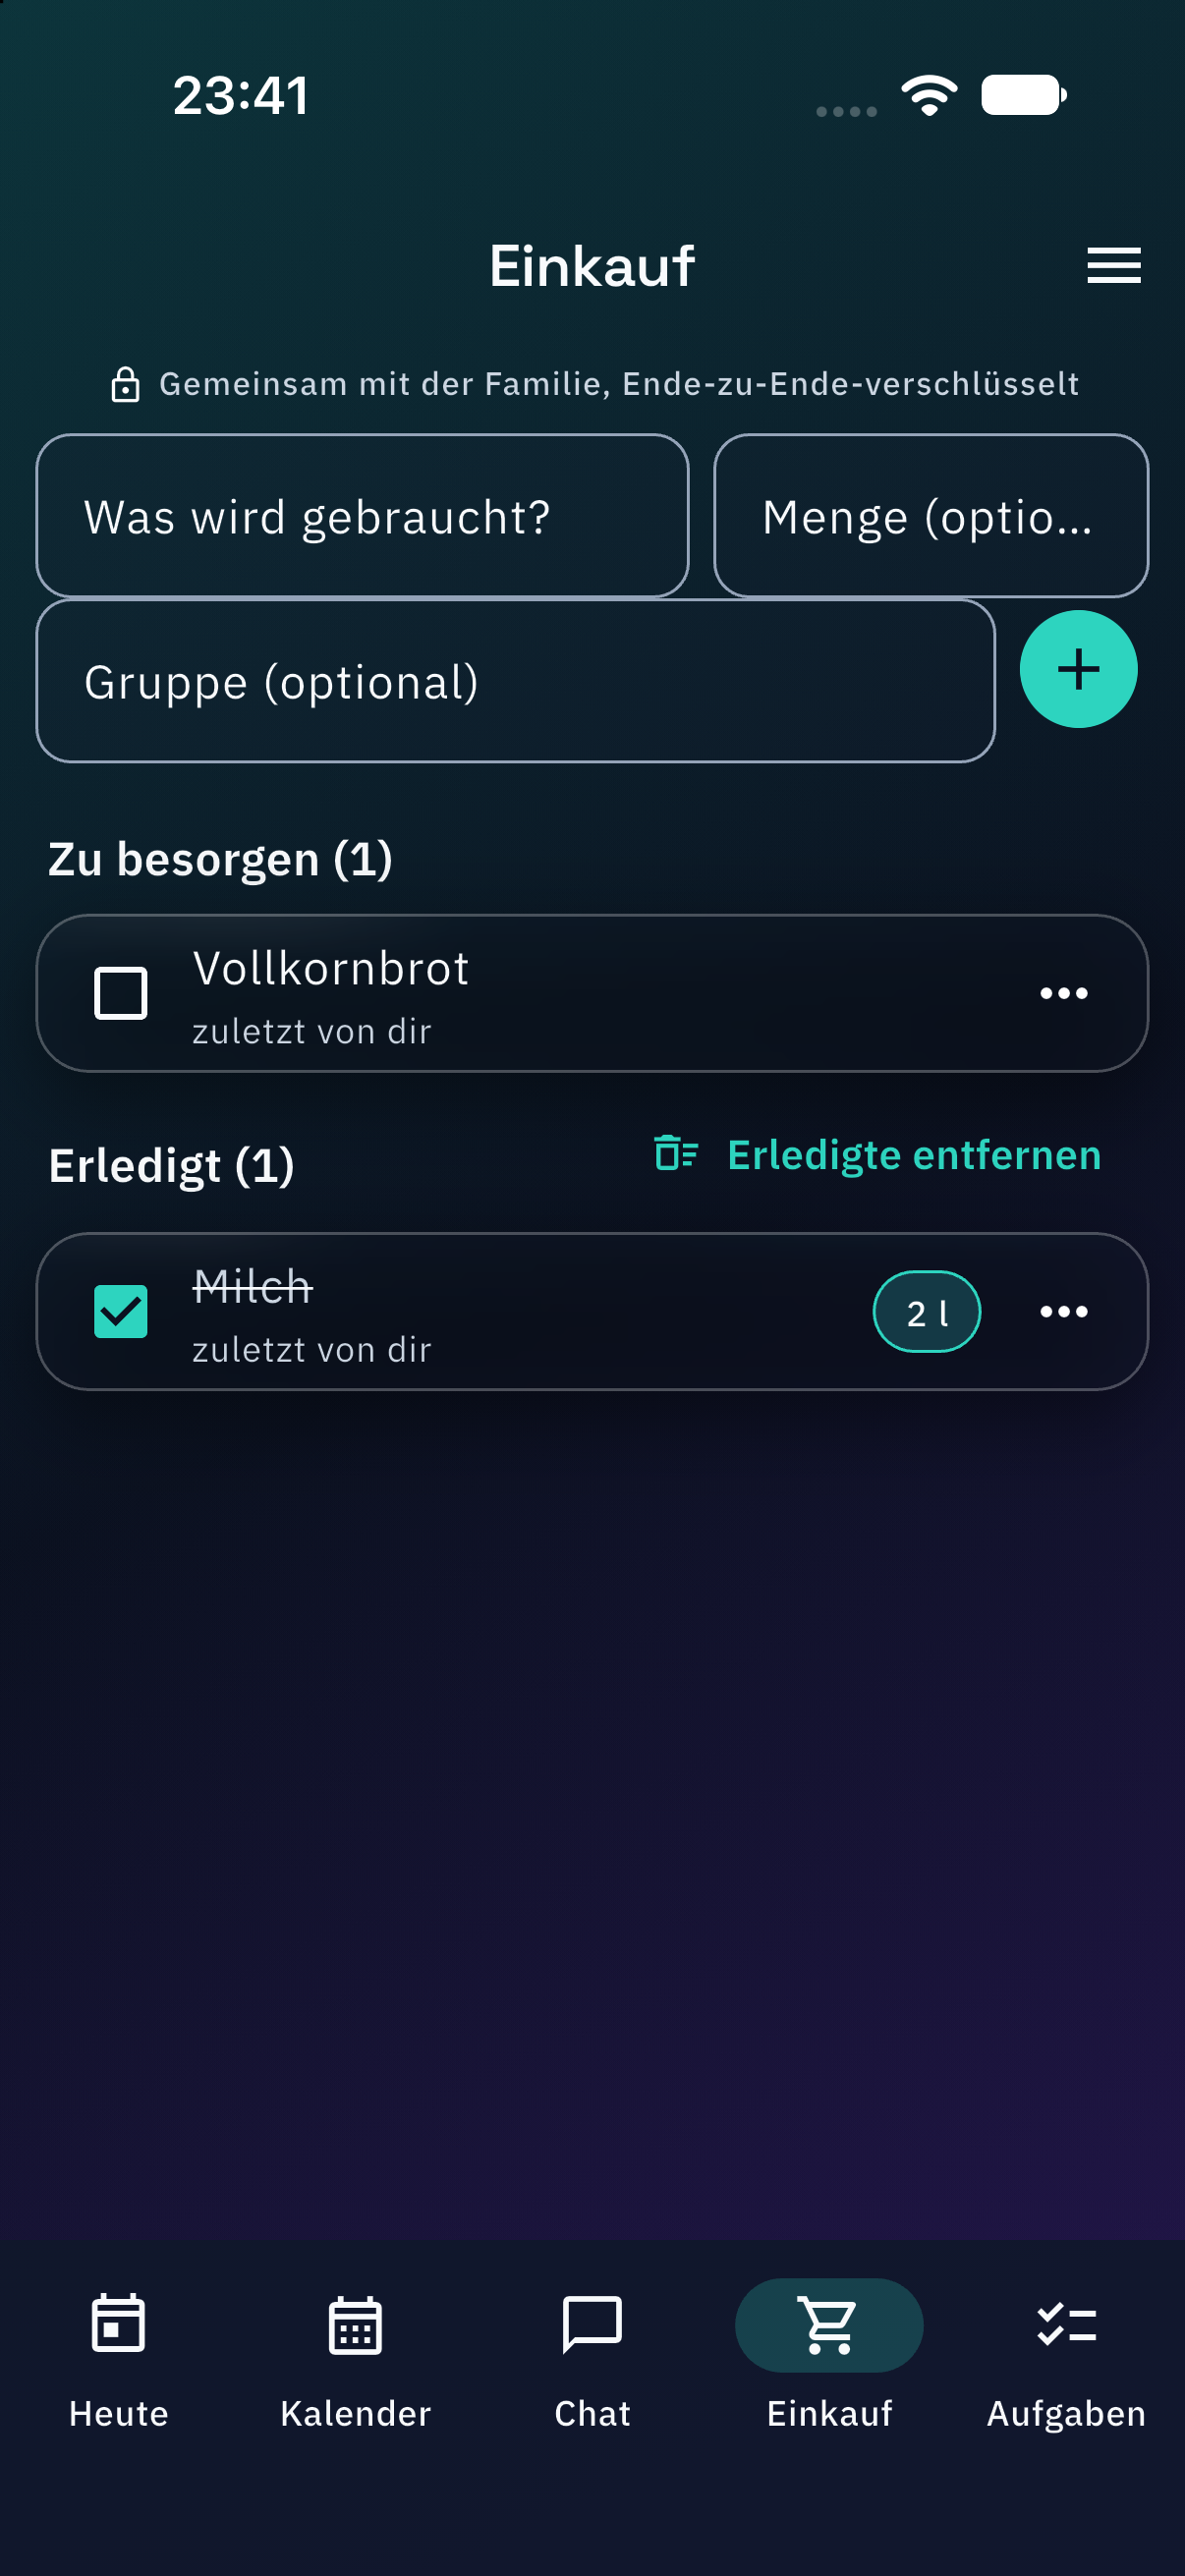 23:41
Einkauf
Gemeinsam mit der Familie, Ende-zu-Ende-verschlüsselt
Was wird gebraucht?
Menge (optio...
Gruppe (optional)
Zu besorgen (1)
Vollkornbrot
zuletzt von dir
Erledigt (1)
Erledigte entfernen
Milch
2 l
zuletzt von dir
Heute
Kalender
Chat
Einkauf
Aufgaben